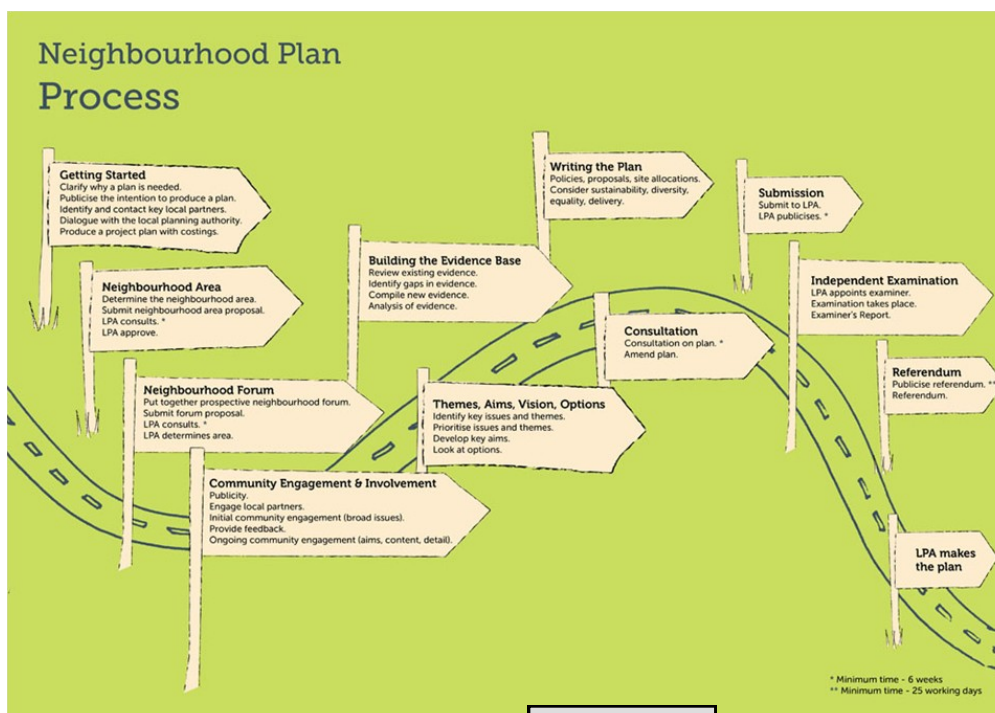 Neighbourhood Plan
Process
Getting Started
Clarify why a plan is needed.
Publicise the intention to produce a plan.
Identify and contact key local partners.
Dialogue with the local planning authority.
Produce a project plan with costings.
Neighbourhood Area
Determine the neighbourhood area.
Submit neighbourhood area proposal.
LPA consults. *
LPA approve.
Neighbourhood Forum
Put together prospective neighbourhood forum.
Submit forum proposal.
LPA consults. *
LPA determines area.
Community Engagement & Involvement
Publicity.
Engage local partners.
Initial community engagement (broad issues).
Provide feedback.
Ongoing community engagement (aims, content, detail).
Building the Evidence Base
Review existing evidence.
Identify gaps in evidence.
Compile new evidence.
Analysis of evidence.
Themes, Aims, Vision, Options
Identify key issues and themes.
Prioritise issues and themes.
Develop key aims.
Look at options.
Writing the Plan
Policies, proposals, site allocations.
Consider sustainability, diversity,
equality, delivery.
Consultation
Consultation on plan. *
Amend plan.
Submission
Submit to LPA.
LPA publicises. *
Independent Examination
LPA appoints examiner.
Examination takes place.
Examiner's Report.
Referendum
Publicise referendum. **
Referendum.
LPA makes
the plan
* Minimum time - 6 weeks
** Minimum time - 25 working days